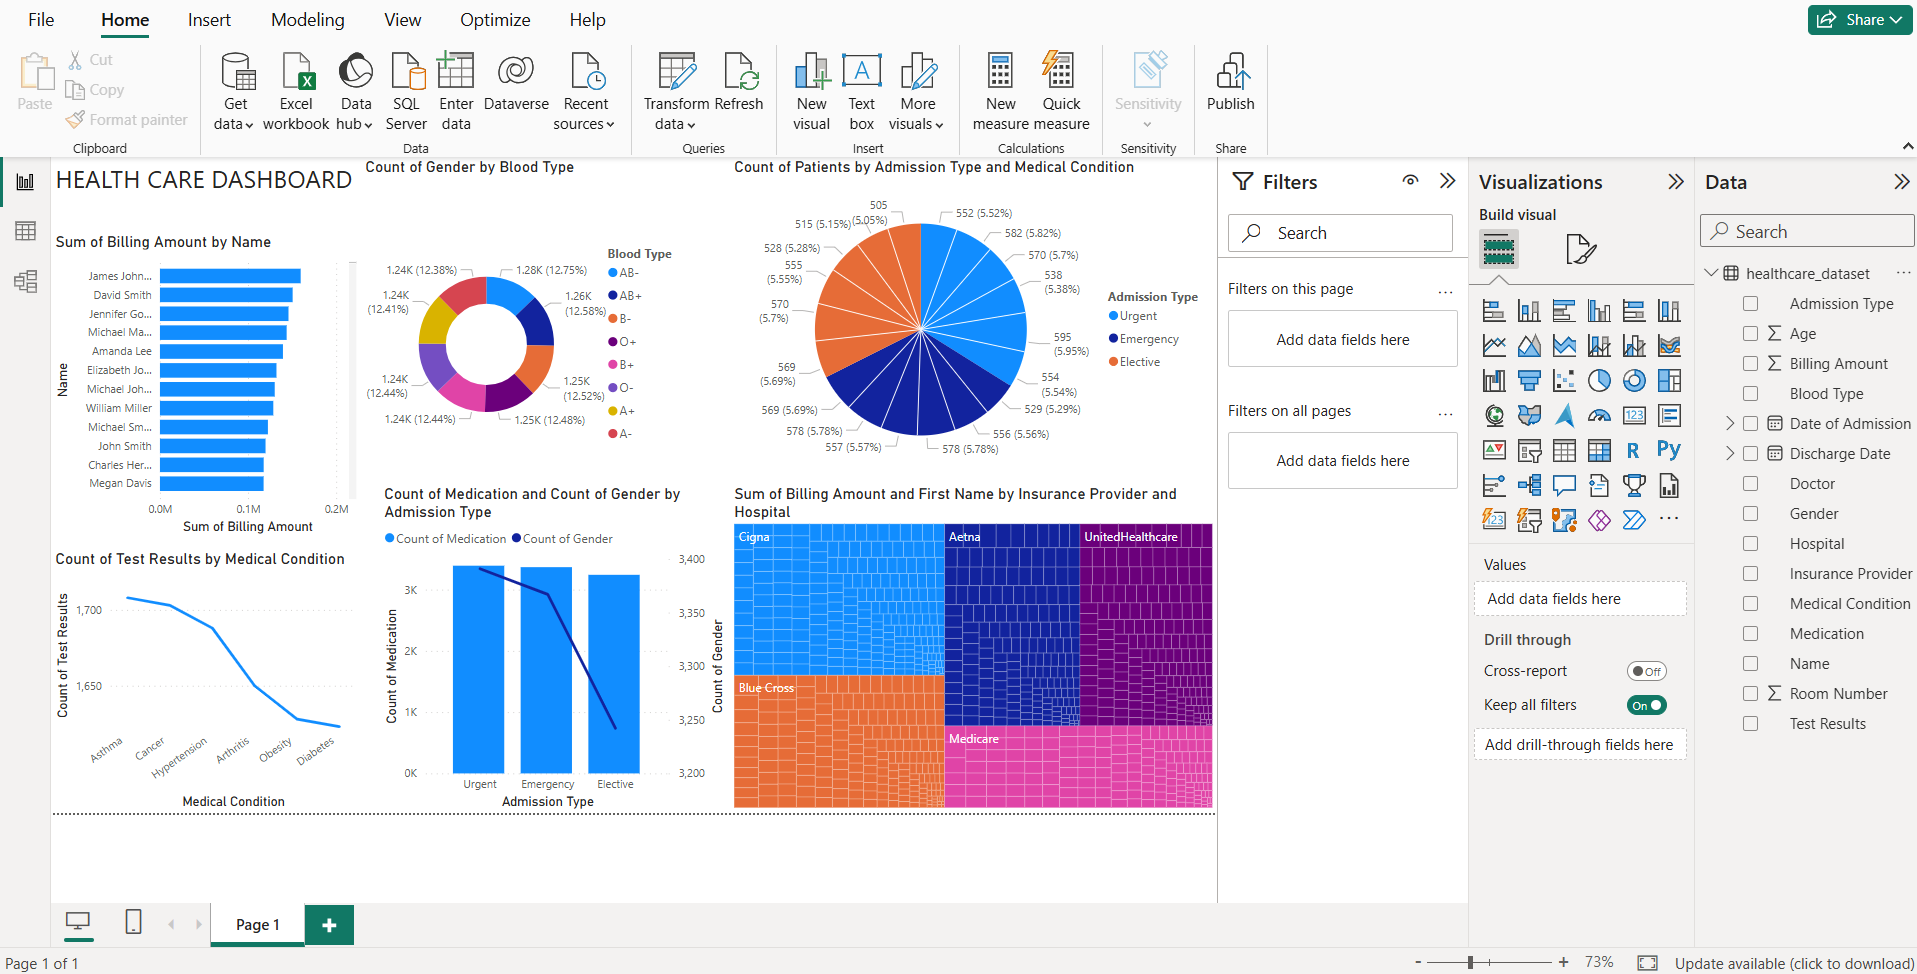 File
Home
Insert
Modeling
View
Optimize
Help
Share
Paste
Cut
Copy
Format painter
Get data
Excel workbook
Data hub
SQL Server
Enter data
Dataverse
Recent sources
Transform data
Refresh
New visual
Text box
More visuals
New measure
Quick measure
Sensitivity
Publish
Clipboard
Data
Queries
Insert
Calculations
Sensitivity
Share
HEALTH CARE DASHBOARD
Sum of Billing Amount by Name
Name
James John...
David Smith
Jennifer Go...
Michael Ma...
Amanda Lee
Elizabeth Jo...
Michael Joh...
William Miller
Michael Sm...
John Smith
Charles Her...
Megan Davis
0.0M
0.1M
0.2M
Sum of Billing Amount
Count of Gender by Blood Type
1.24K (12.38%)
1.28K (12.75%)
1.24K (12.41%)
1.26K (12.58%)
1.24K (12.44%)
1.25K (12.52%)
1.24K (12.44%)
1.25K (12.48%)
Blood Type
AB-
AB+
B-
O+
B+
O-
A+
A-
Count of Patients by Admission Type and Medical Condition
505 (5.05%)
552 (5.52%)
515 (5.15%)
582 (5.82%)
528 (5.28%)
570 (5.7%)
555 (5.55%)
538 (5.38%)
570 (5.7%)
595 (5.95%)
569 (5.69%)
554 (5.54%)
569 (5.69%)
529 (5.29%)
578 (5.78%)
556 (5.56%)
557 (5.57%)
578 (5.78%)
Admission Type
Urgent
Emergency
Elective
Count of Test Results by Medical Condition
Count of Test Results
1,700
1,650
Asthma
Cancer
Hypertension
Arthritis
Obesity
Diabetes
Medical Condition
Count of Medication and Count of Gender by
Admission Type
Count of Medication
Count of Gender
Count of Medication
3K
2K
1K
0K
3,400
3,350
3,300
3,250
3,200
Count of Gender
Urgent
Emergency
Elective
Admission Type
Sum of Billing Amount and First Name by Insurance Provider and
Hospital
Cigna
Aetna
UnitedHealthcare
Blue Cross
Medicare
Filters
Search
Filters on this page
...
Add data fields here
Filters on all pages
...
Add data fields here
Visualizations
Build visual
123
R
Py
123
...
Values
Add data fields here
Drill through
Cross-report
Off
Keep all filters
On
Add drill-through fields here
Data
Search
healthcare_dataset
...
Admission Type
Age
Billing Amount
Blood Type
Date of Admission
Discharge Date
Doctor
Gender
Hospital
Insurance Provider
Medical Condition
Medication
Name
Room Number
Test Results
Page 1
Page 1 of 1
- + 73%
Update available (click to download)